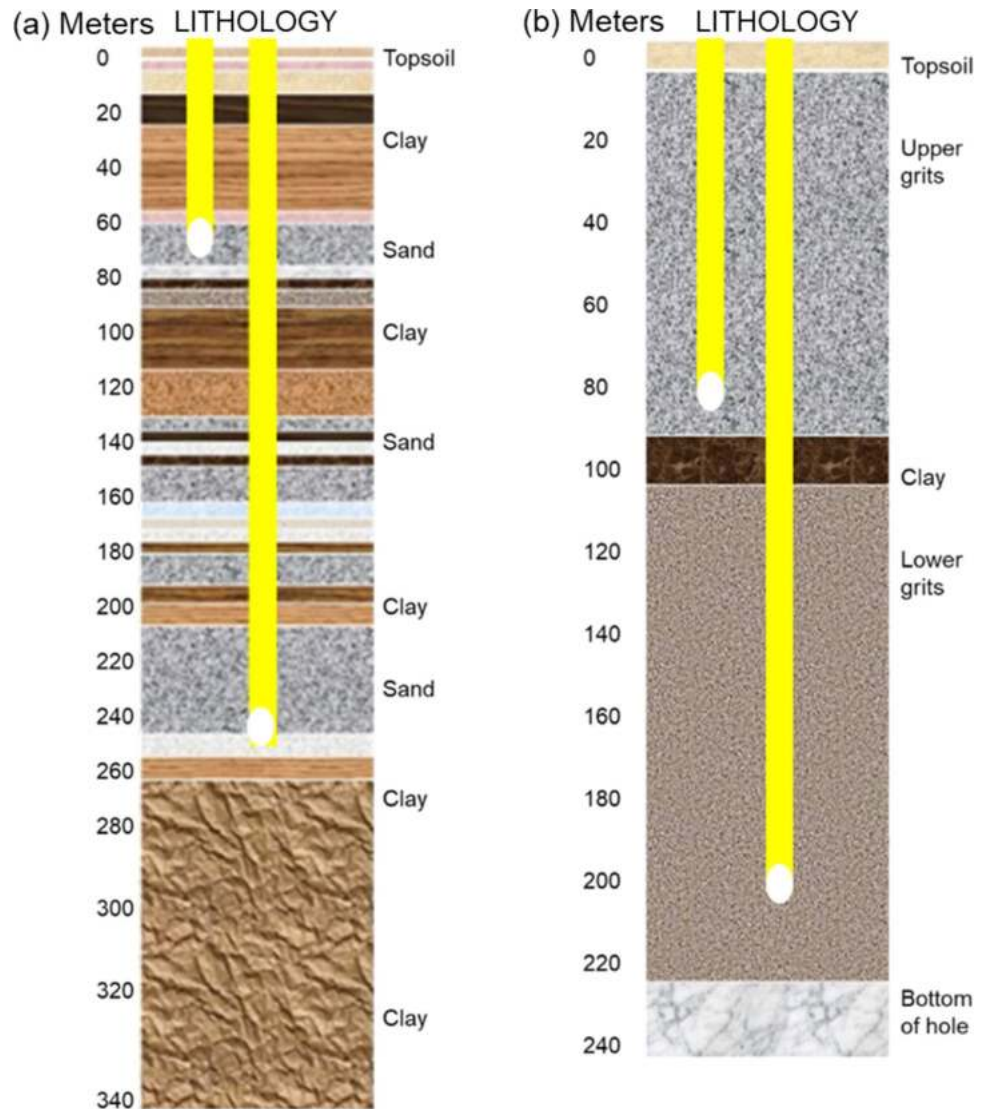 (a) Meters LITHOLOGY
0
20
40
60
80
100
120
140
160
180
200
220
240
260
280
300
320
340
Topsoil
Clay
Sand
Clay
Sand
Clay
Sand
Clay
Clay
(b) Meters LITHOLOGY
0
20
40
60
80
100
120
140
160
180
200
220
240
Topsoil
Upper
grits
Clay
Lower
grits
Bottom
of hole